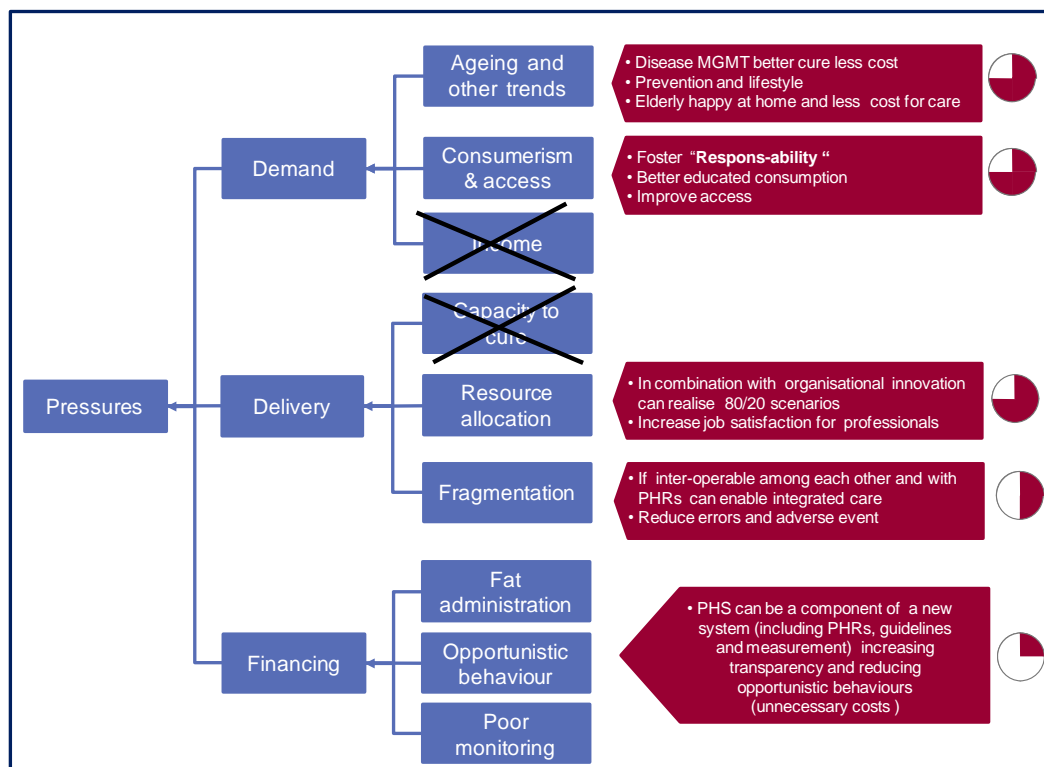 Ageing and
other trends
• Disease MGMT better cure less cost
• Prevention and lifestyle
• Elderly happy at home and less cost for care
Demand
Consumerism
& access
• Foster “Respons-ability “
• Better educated consumption
• Improve access
Income
Capacity to
cure
Pressures
Delivery
Resource
allocation
• In combination with organisational innovation
can realise 80/20 scenarios
• Increase job satisfaction for professionals
Fragmentation
• If inter-operable among each other and with
PHRs can enable integrated care
• Reduce errors and adverse event
Fat
administration
Financing
Opportunistic
behaviour
• PHS can be a component of a new
system (including PHRs, guidelines
and measurement) increasing
transparency and reducing
opportunistic behaviours
(unnecessary costs )
Poor
monitoring